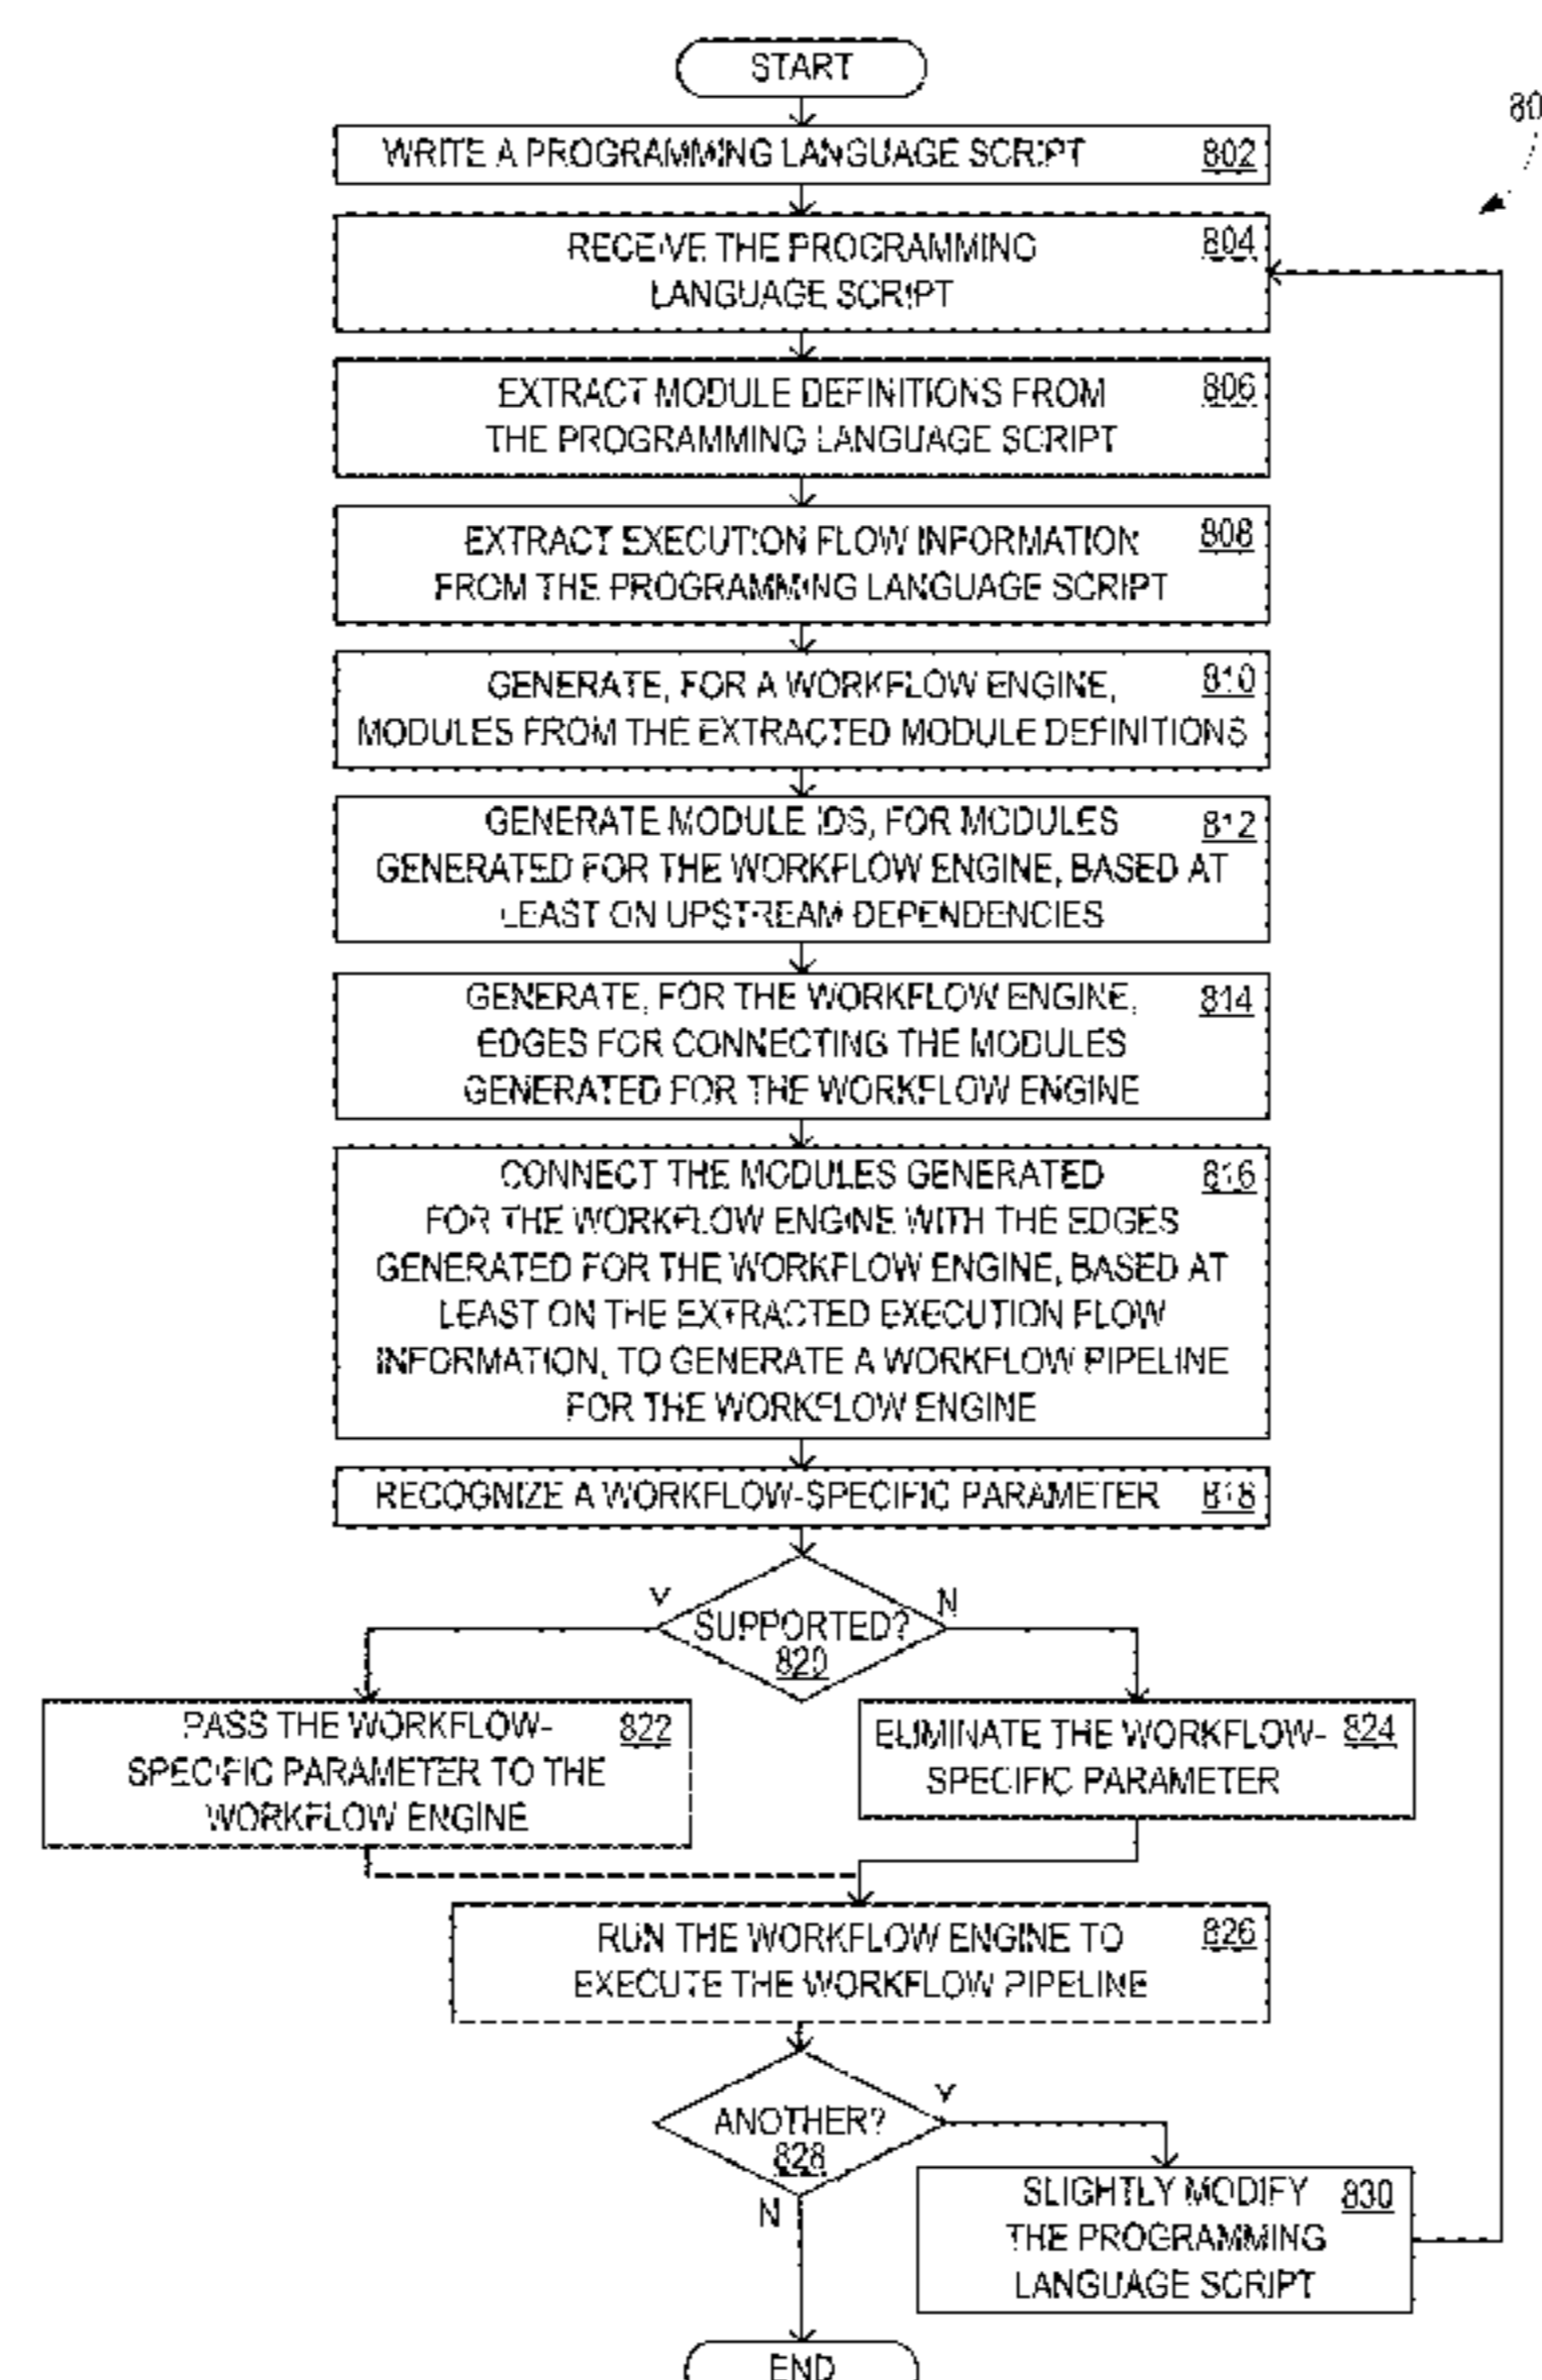 START
80
WRITE A PROGRAMMING LANGUAGE SCRIPT 802
RECEIVE THE PROGRAMMING 804
LANGUAGE SCRIPT
EXTRACT MODULE DEFINITIONS FROM 806
THE PROGRAMMING LANGUAGE SCRIPT
EXTRACT EXECUTION FLOW INFORMATION 808
FROM THE PROGRAMMING LANGUAGE SCRIPT
GENERATE, FOR A WORKFLOW ENGINE, 810
MODULES FROM THE EXTRACTED MODULE DEFINITIONS
GENERATE MODULE IDS, FOR MODULES 812
GENERATED FOR THE WORKFLOW ENGINE, BASED AT
LEAST ON UPSTREAM DEPENDENCIES
GENERATE, FOR THE WORKFLOW ENGINE, 814
EDGES FOR CONNECTING THE MODULES
GENERATED FOR THE WORKFLOW ENGINE
CONNECT THE MODULES GENERATED 816
FOR THE WORKFLOW ENGINE WITH THE EDGES
GENERATED FOR THE WORKFLOW ENGINE, BASED AT
LEAST ON THE EXTRACTED EXECUTION FLOW
INFORMATION, TO GENERATE A WORKFLOW PIPELINE
FOR THE WORKFLOW ENGINE
RECOGNIZE A WORKFLOW-SPECIFIC PARAMETER 818
Y N
SUPPORTED?
820
PASS THE WORKFLOW- 822
SPECIFIC PARAMETER TO THE
WORKFLOW ENGINE
ELIMINATE THE WORKFLOW- 824
SPECIFIC PARAMETER
RUN THE WORKFLOW ENGINE TO 826
EXECUTE THE WORKFLOW PIPELINE
Y
ANOTHER?
828
N
SLIGHTLY MODIFY 830
THE PROGRAMMING
LANGUAGE SCRIPT
END